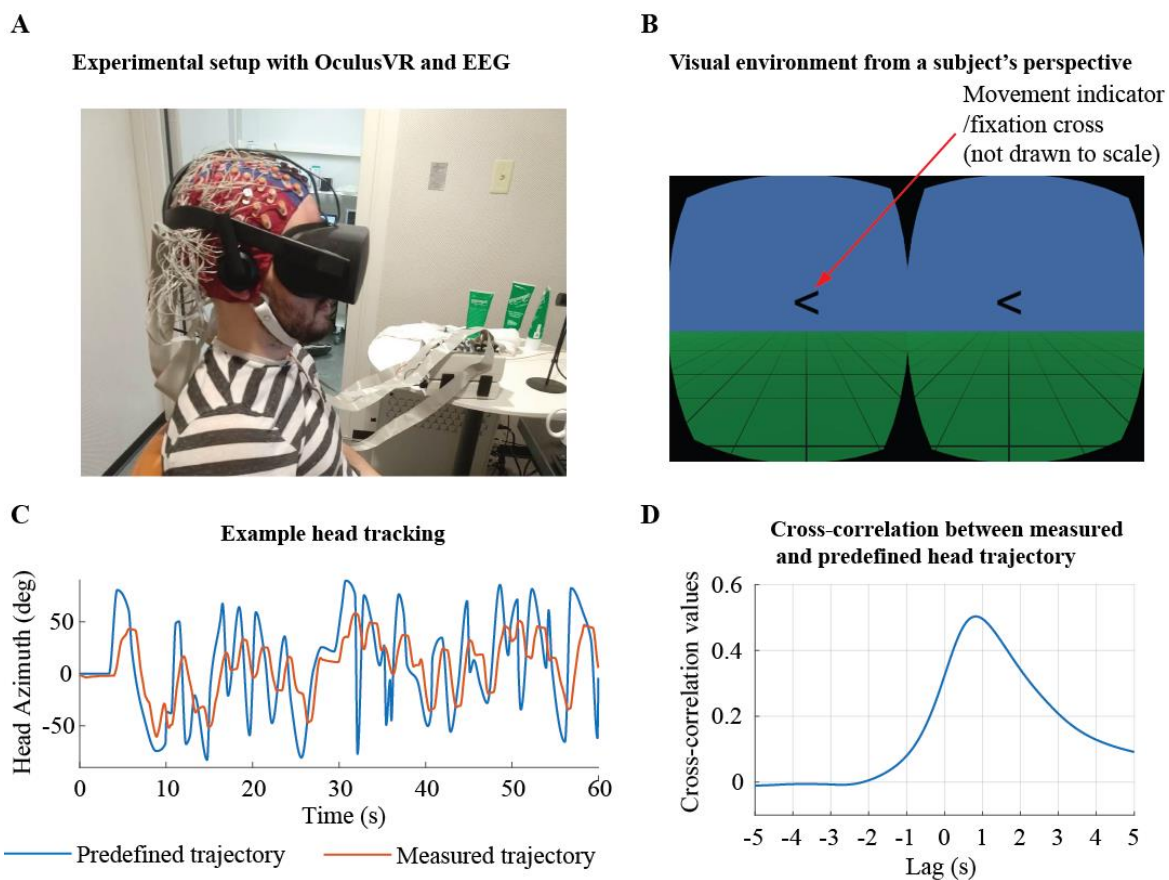 A
Experimental setup with OculusVR and EEG
B
Visual environment from a subject's perspective
Movement indicator
/fixation cross
(not drawn to scale)
<
<
C
Example head tracking
Head Azimuth (deg)
50
0
-50
0
10
20
30
40
50
60
Time (s)
Predefined trajectory
Measured trajectory
D
Cross-correlation between measured
and predefined head trajectory
Cross-correlation values
0.6
0.4
0.2
0
-5
-4
-3
-2
-1
0
1
2
3
4
5
Lag (s)